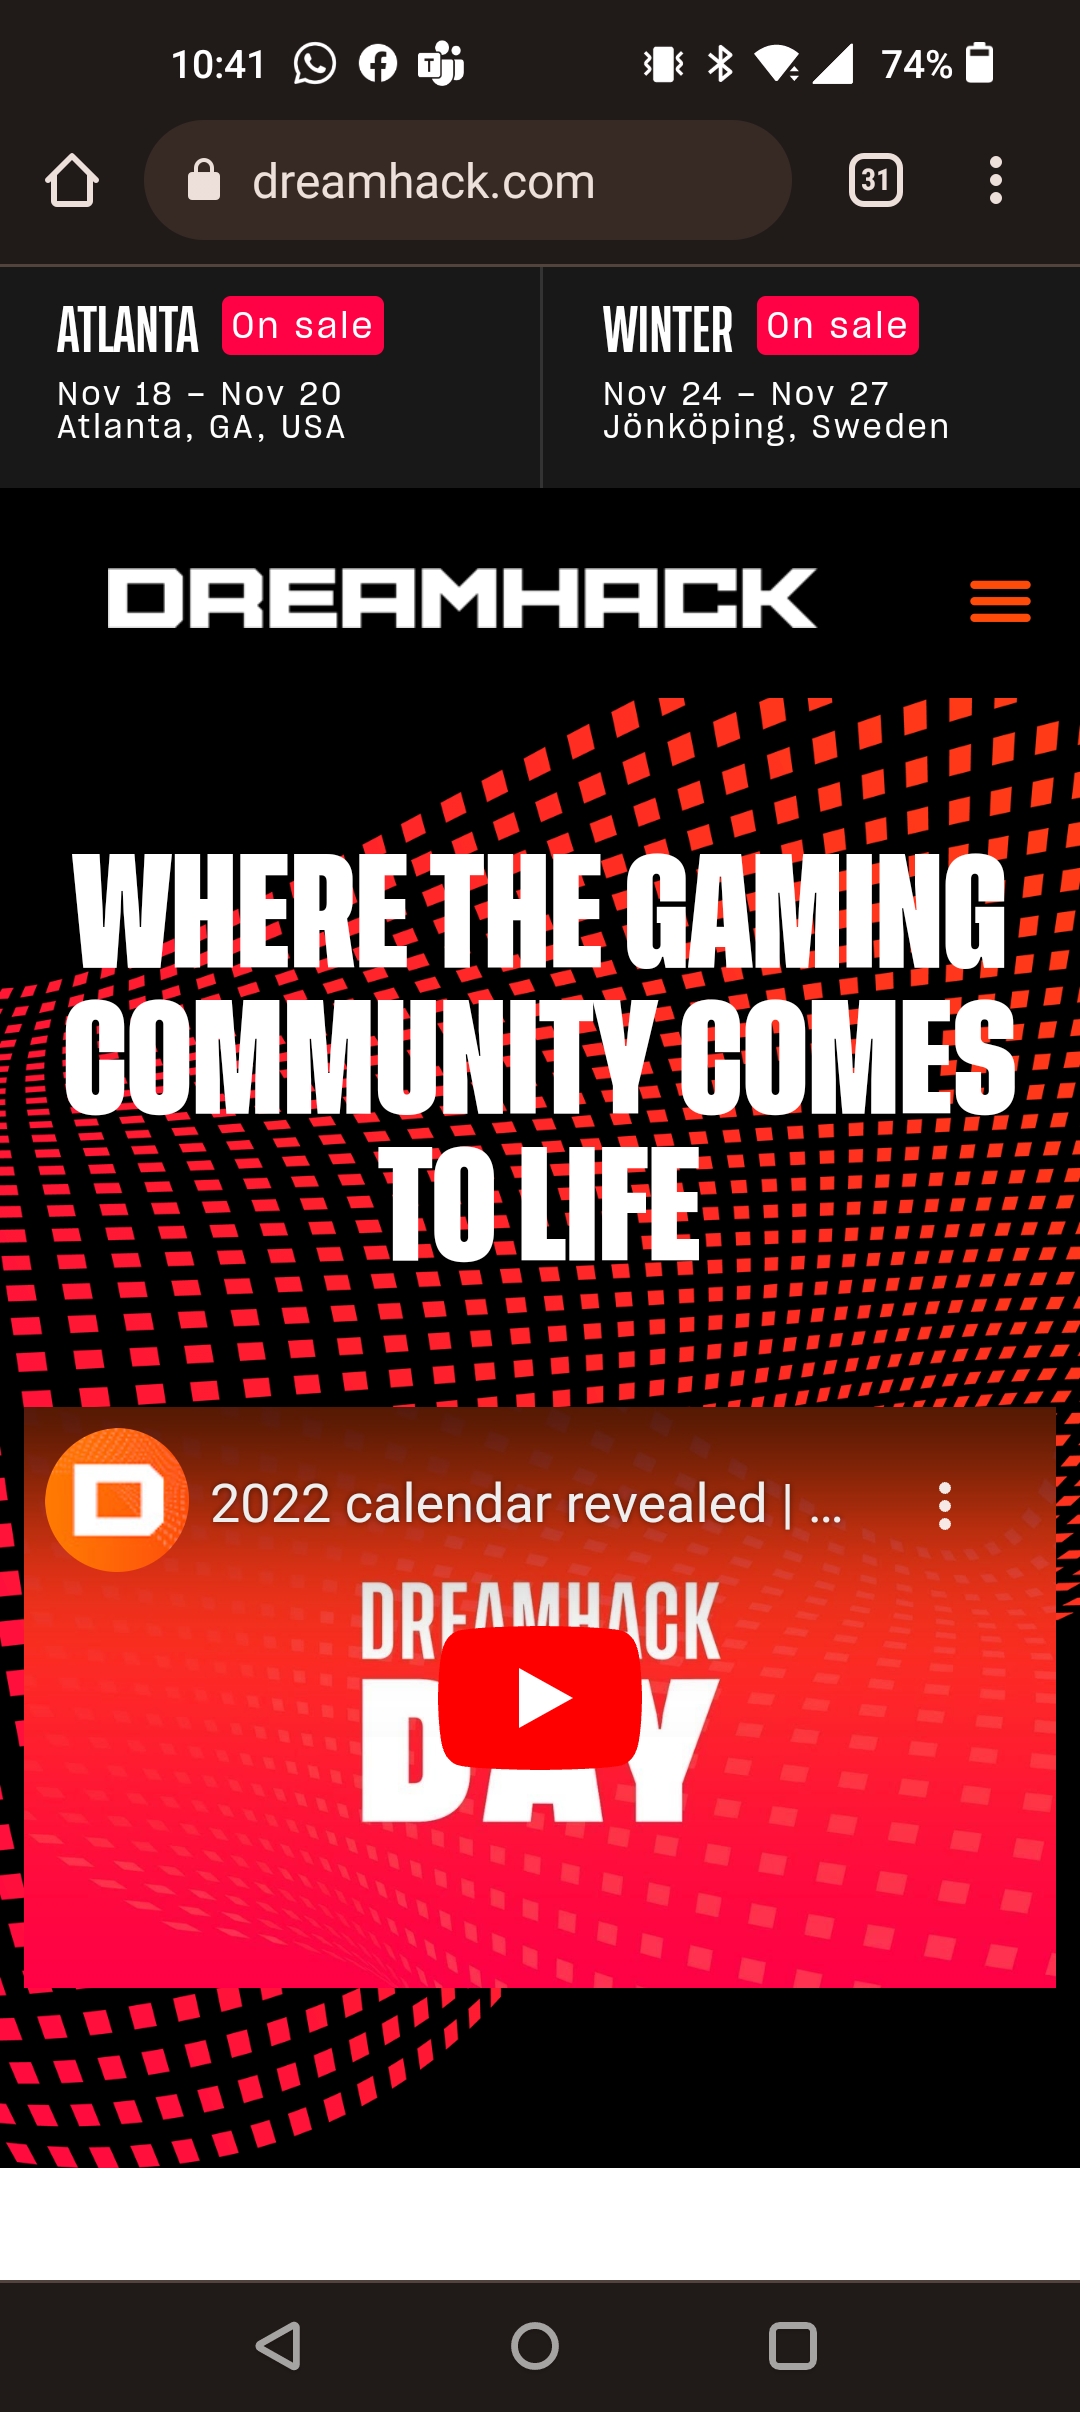 10:41
74%
dreamhack.com
31
ATLANTA On sale
Nov 18 – Nov 20
Atlanta, GA, USA
WINTER On sale
Nov 24 – Nov 27
Jönköping, Sweden
DREAMHACK
WHERE THE GAMING
COMMUNITY COMES
TO LIFE
D
2022 calendar revealed | ...
DREAMHACK
DAY